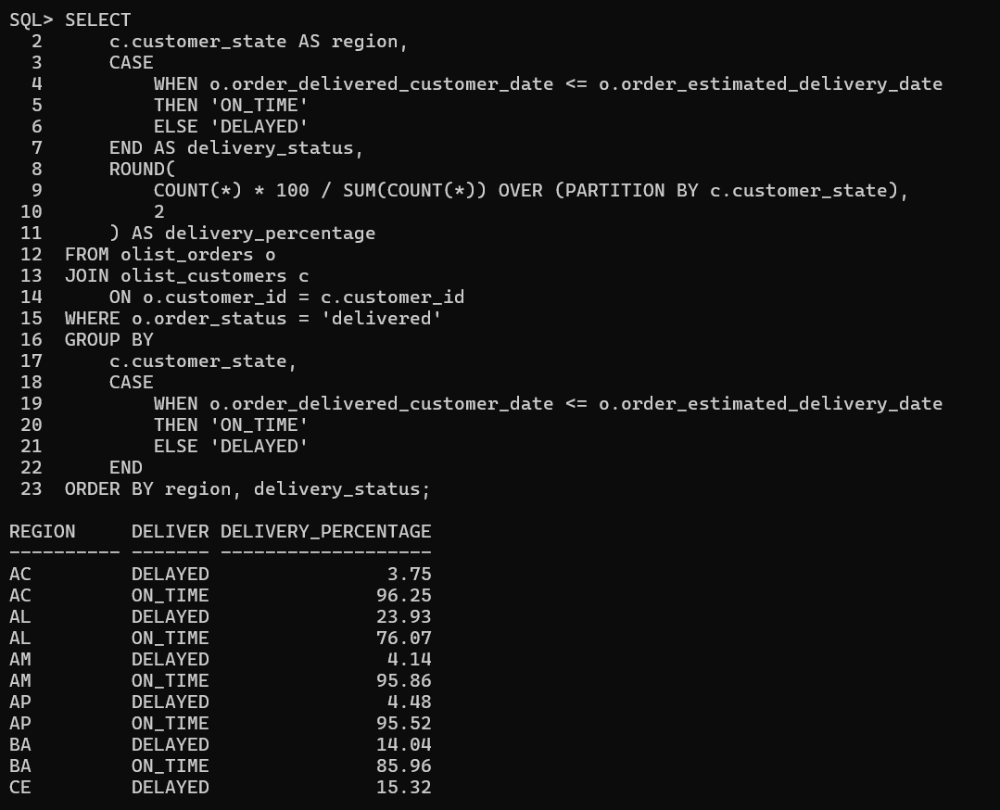 SQL> SELECT
  2      c.customer_state AS region,
  3      CASE
  4          WHEN o.order_delivered_customer_date <= o.order_estimated_delivery_date
  5          THEN 'ON_TIME'
  6          ELSE 'DELAYED'
  7      END AS delivery_status,
  8      ROUND(
  9          COUNT(*) * 100 / SUM(COUNT(*)) OVER (PARTITION BY c.customer_state),
 10          2
 11      ) AS delivery_percentage
 12  FROM olist_orders o
 13  JOIN olist_customers c
 14      ON o.customer_id = c.customer_id
 15  WHERE o.order_status = 'delivered'
 16  GROUP BY
 17      c.customer_state,
 18      CASE
 19          WHEN o.order_delivered_customer_date <= o.order_estimated_delivery_date
 20          THEN 'ON_TIME'
 21          ELSE 'DELAYED'
 22      END
 23  ORDER BY region, delivery_status;

REGION     DELIVER DELIVERY_PERCENTAGE
---------- ------- -------------------
AC         DELAYED                3.75
AC         ON_TIME               96.25
AL         DELAYED               23.93
AL         ON_TIME               76.07
AM         DELAYED                4.14
AM         ON_TIME               95.86
AP         DELAYED                4.48
AP         ON_TIME               95.52
BA         DELAYED               14.04
BA         ON_TIME               85.96
CE         DELAYED               15.32